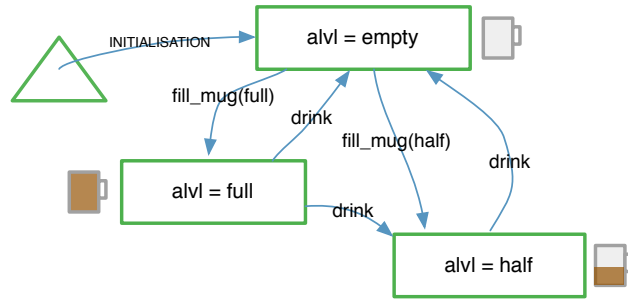 INITIALISATION
alvl = empty
fill_mug(full)
drink
fill_mug(half)
drink
alvl = full
drink
alvl = half